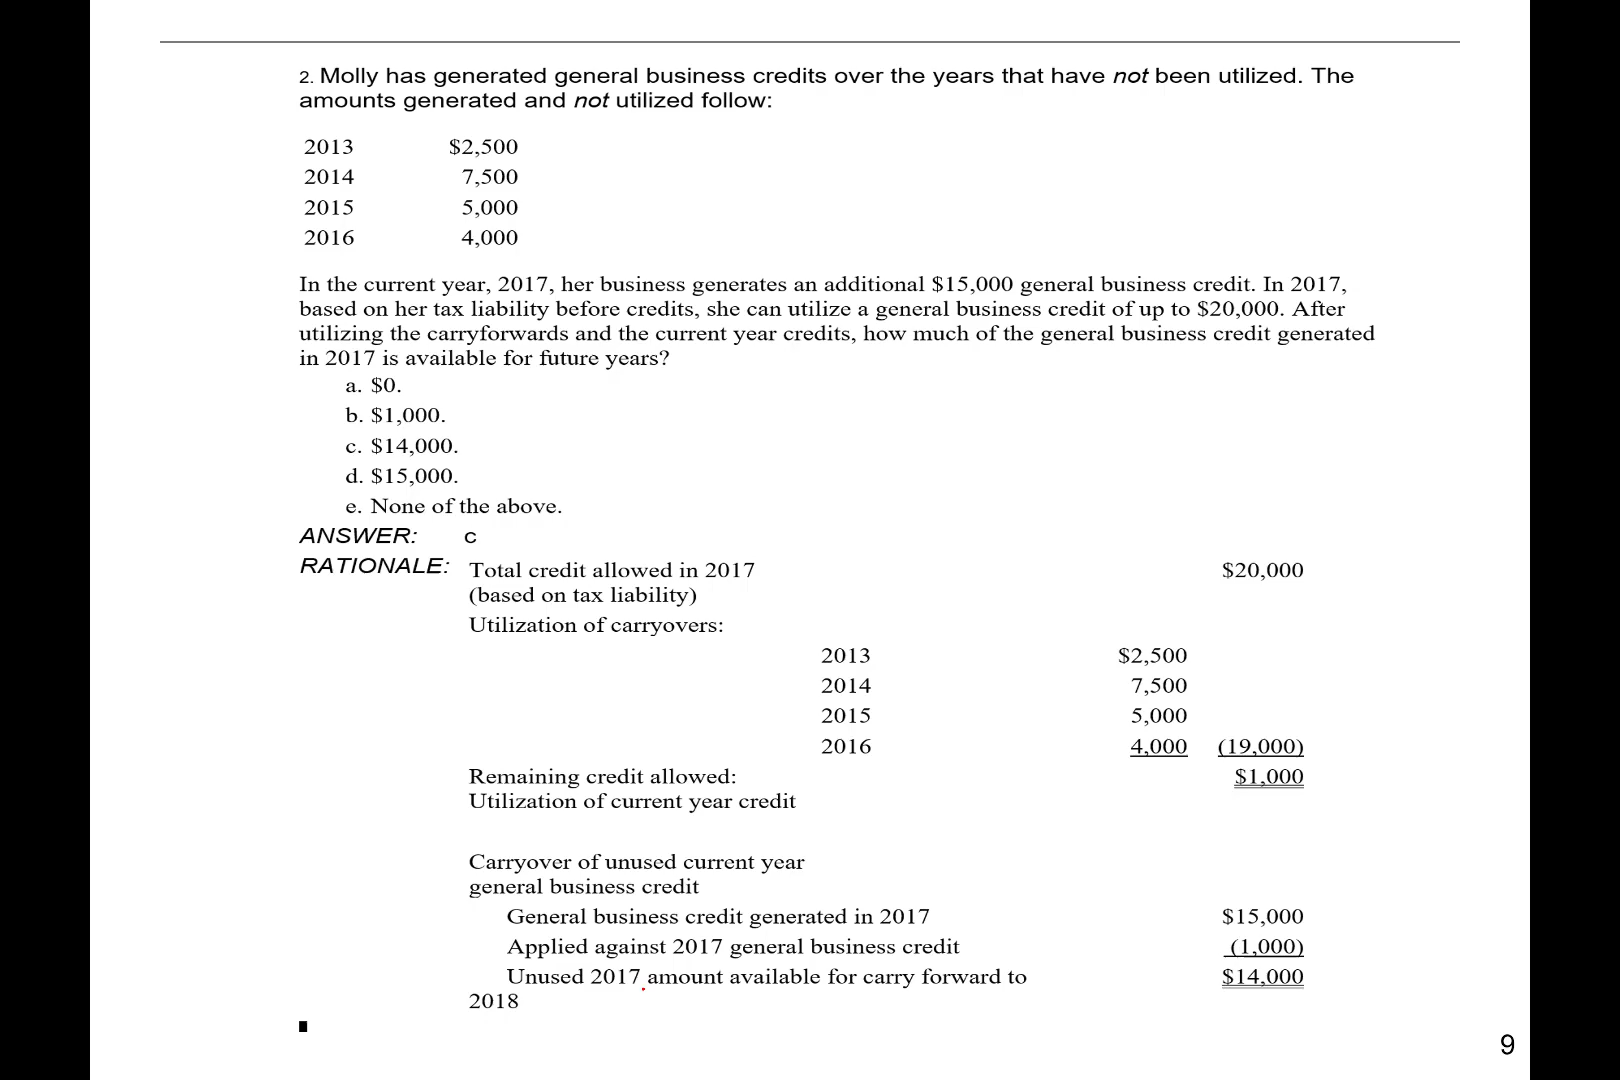 2. Molly has generated general business credits over the years that have not been utilized. The
amounts generated and not utilized follow:
2013 $2,500
2014 7,500
2015 5,000
2016 4,000
In the current year, 2017, her business generates an additional $15,000 general business credit. In 2017,
based on her tax liability before credits, she can utilize a general business credit of up to $20,000. After
utilizing the carryforwards and the current year credits, how much of the general business credit generated
in 2017 is available for future years?
a. $0.
b. $1,000.
c. $14,000.
d. $15,000.
e. None of the above.
ANSWER: c
RATIONALE: Total credit allowed in 2017 $20,000
(based on tax liability)
Utilization of carryovers:
2013 $2,500
2014 7,500
2015 5,000
2016 4,000 (19,000)
Remaining credit allowed: $1,000
Utilization of current year credit
Carryover of unused current year
general business credit
General business credit generated in 2017 $15,000
Applied against 2017 general business credit (1,000)
Unused 2017 amount available for carry forward to $14,000
2018
9